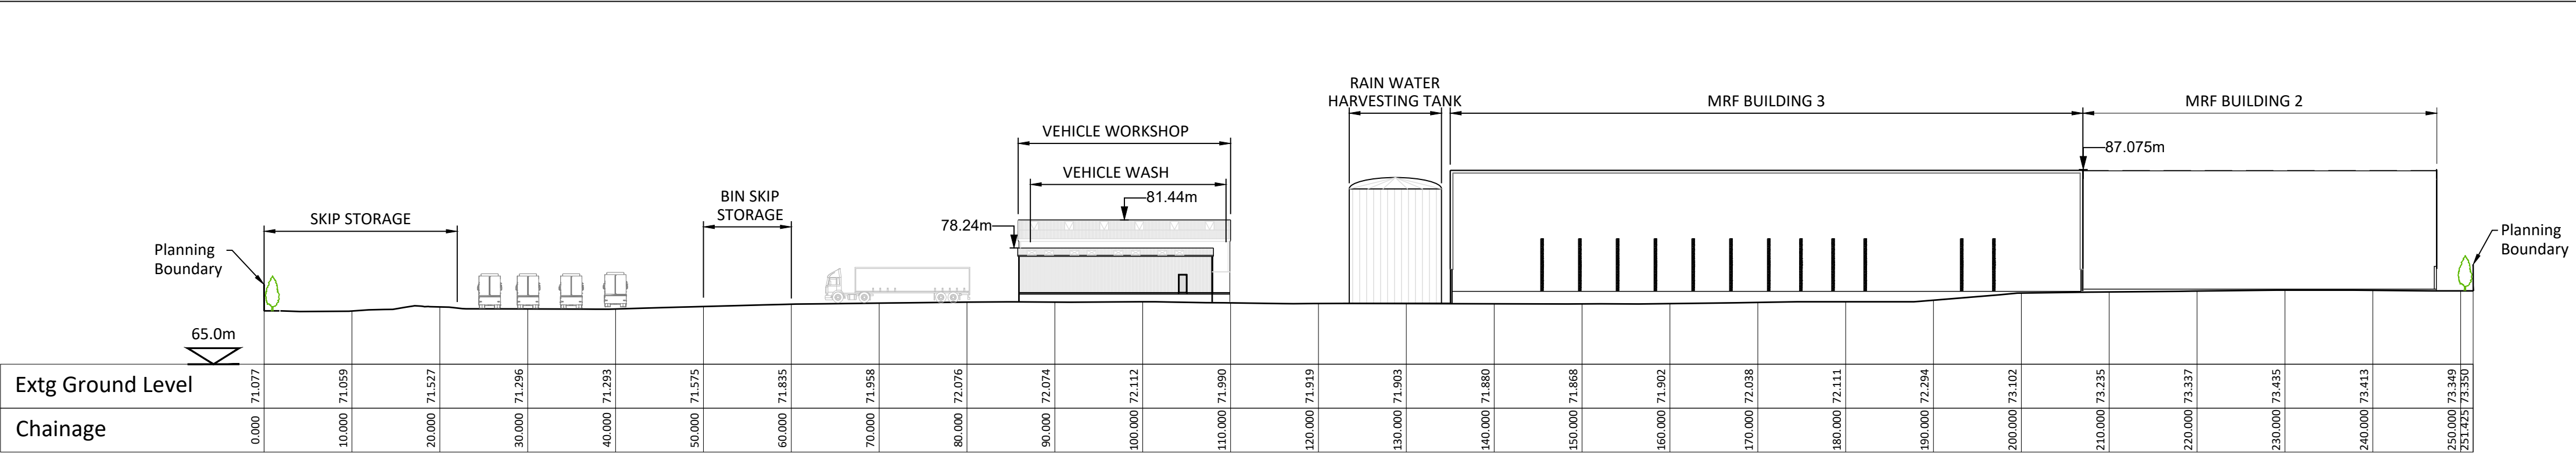 RAIN WATER
HARVESTING TANK
MRF BUILDING 3
MRF BUILDING 2
VEHICLE WORKSHOP
87.075m
VEHICLE WASH
BIN SKIP
STORAGE
81.44m
SKIP STORAGE
78.24m
Planning
Boundary
Planning
Boundary
65.0m
Extg Ground Level
71.077
71.059
71.527
71.296
71.293
71.575
71.835
71.958
72.076
72.074
72.112
71.990
71.919
71.903
71.880
71.868
71.902
72.038
72.111
72.294
73.102
73.235
73.337
73.435
73.413
73.349
73.350
Chainage
0.000
10.000
20.000
30.000
40.000
50.000
60.000
70.000
80.000
90.000
100.000
110.000
120.000
130.000
140.000
150.000
160.000
170.000
180.000
190.000
200.000
210.000
220.000
230.000
240.000
250.000
251.425